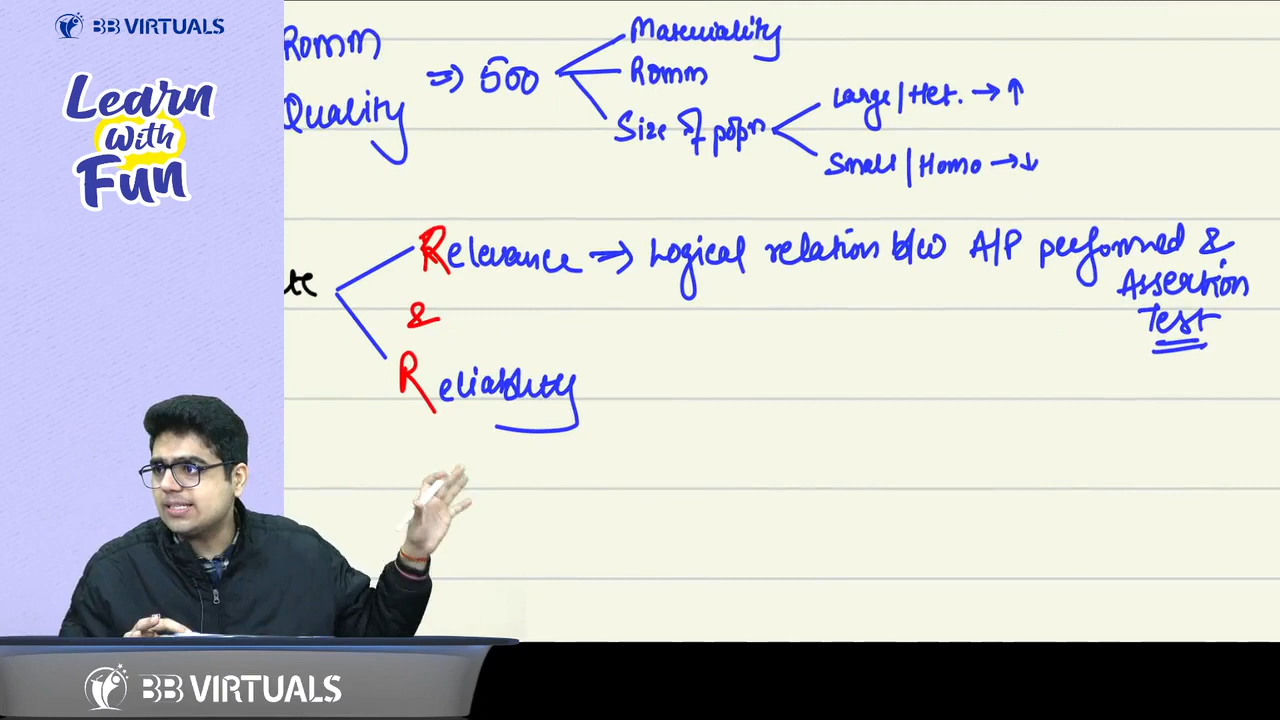 BB VIRTUALS
Learn
with
Fun
Romm
Quality
⇒ 500
Materiality
Romm
Size of popn
Large/Het. → ↑
Small/Homo → ↓
te
Relevance ⇒ Logical relation b/w A/P performed &
Assertion
Test
&
Reliability
BB VIRTUALS